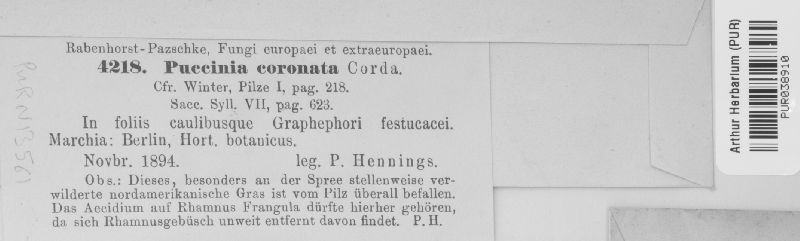 Rabenhorst-Pazschke, Fungi europaei et extraeuropaei.
4218. Puccinia coronata Corda.
Cfr. Winter, Pilze I, pag. 218.
Sacc. Syll. VII, pag. 623.
In foliis caulibusque Graphephori festucacei.
Marchia: Berlin, Hort. botanicus.
Novbr. 1894. leg. P. Hennings.
Obs.: Dieses, besonders an der Spree stellenweise ver-
wilderte nordamerikanische Gras ist vom Pilz überall befallen.
Das Aecidium auf Rhamnus Frangula dürfte hierher gehören,
da sich Rhamnusgebüsch unweit entfernt davon findet. P. H.
Arthur Herbarium (PUR)
PUR038910